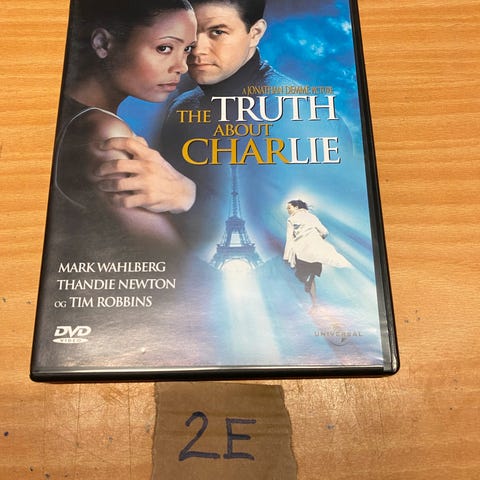 A JONATHAN DEMME PICTURE
THE TRUTH
ABOUT
CHARLIE
MARK WAHLBERG
THANDIE NEWTON
OG TIM ROBBINS
DVD
VIDEO
UNIVERSAL
2E